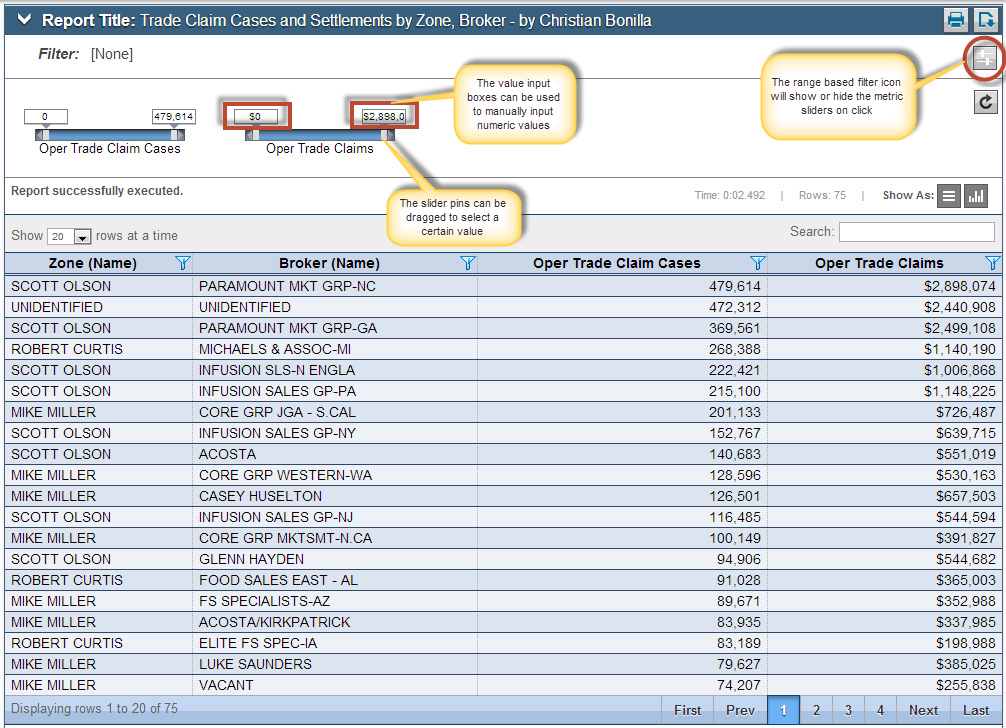 Report Title: Trade Claim Cases and Settlements by Zone, Broker - by Christian Bonilla
Filter: [None]
The value input
boxes can be used
to manually input
numeric values
The range based filter icon
will show or hide the metric
sliders on click
0 479,614 $0 $2,898,0
Oper Trade Claim Cases Oper Trade Claims
The slider pins can be
dragged to select a
certain value
Report successfully executed.
Time: 0:02.492 | Rows: 75 | Show As:
Show 20 rows at a time Search:
Zone (Name) Broker (Name) Oper Trade Claim Cases Oper Trade Claims
SCOTT OLSON PARAMOUNT MKT GRP-NC 479,614 $2,898,074
UNIDENTIFIED UNIDENTIFIED 472,312 $2,440,908
SCOTT OLSON PARAMOUNT MKT GRP-GA 369,561 $2,499,108
ROBERT CURTIS MICHAELS & ASSOC-MI 268,388 $1,140,190
SCOTT OLSON INFUSION SLS-N ENGLA 222,421 $1,006,868
SCOTT OLSON INFUSION SALES GP-PA 215,100 $1,148,225
MIKE MILLER CORE GRP JGA - S.CAL 201,133 $726,487
SCOTT OLSON INFUSION SALES GP-NY 152,767 $639,715
SCOTT OLSON ACOSTA 140,683 $551,019
MIKE MILLER CORE GRP WESTERN-WA 128,596 $530,163
MIKE MILLER CASEY HUSELTON 126,501 $657,503
SCOTT OLSON INFUSION SALES GP-NJ 116,485 $544,594
MIKE MILLER CORE GRP MKTSMT-N.CA 100,149 $391,827
SCOTT OLSON GLENN HAYDEN 94,906 $544,682
ROBERT CURTIS FOOD SALES EAST - AL 91,028 $365,003
MIKE MILLER FS SPECIALISTS-AZ 89,671 $352,988
MIKE MILLER ACOSTA/KIRKPATRICK 83,935 $337,985
ROBERT CURTIS ELITE FS SPEC-IA 83,189 $198,988
MIKE MILLER LUKE SAUNDERS 79,627 $385,025
MIKE MILLER VACANT 74,207 $255,838
Displaying rows 1 to 20 of 75 First Prev 1 2 3 4 Next Last